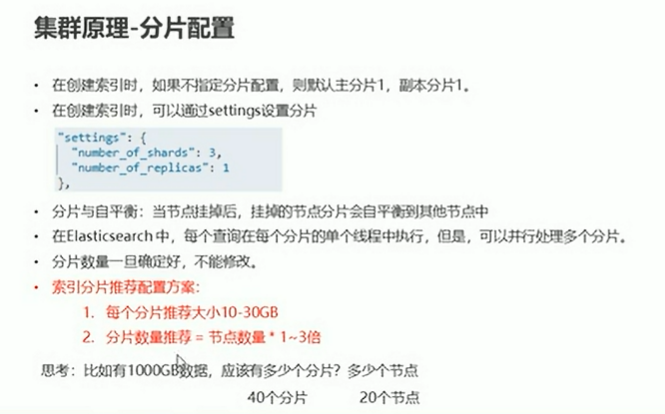 集群原理-分片配置
• 在创建索引时，如果不指定分片配置，则默认主分片1，副本分片1。
• 在创建索引时，可以通过settings设置分片
"settings": {
"number_of_shards": 3,
"number_of_replicas": 1
},
• 分片与自平衡：当节点挂掉后，挂掉的节点分片会自平衡到其他节点中
• 在Elasticsearch 中，每个查询在每个分片的单个线程中执行，但是，可以并行处理多个分片。
• 分片数量一旦确定好，不能修改。
• 索引分片推荐配置方案：
1. 每个分片推荐大小10-30GB
2. 分片数量推荐 = 节点数量 * 1~3倍
思考：比如有1000GB数据，应该有多少个分片？多少个节点
40个分片 20个节点